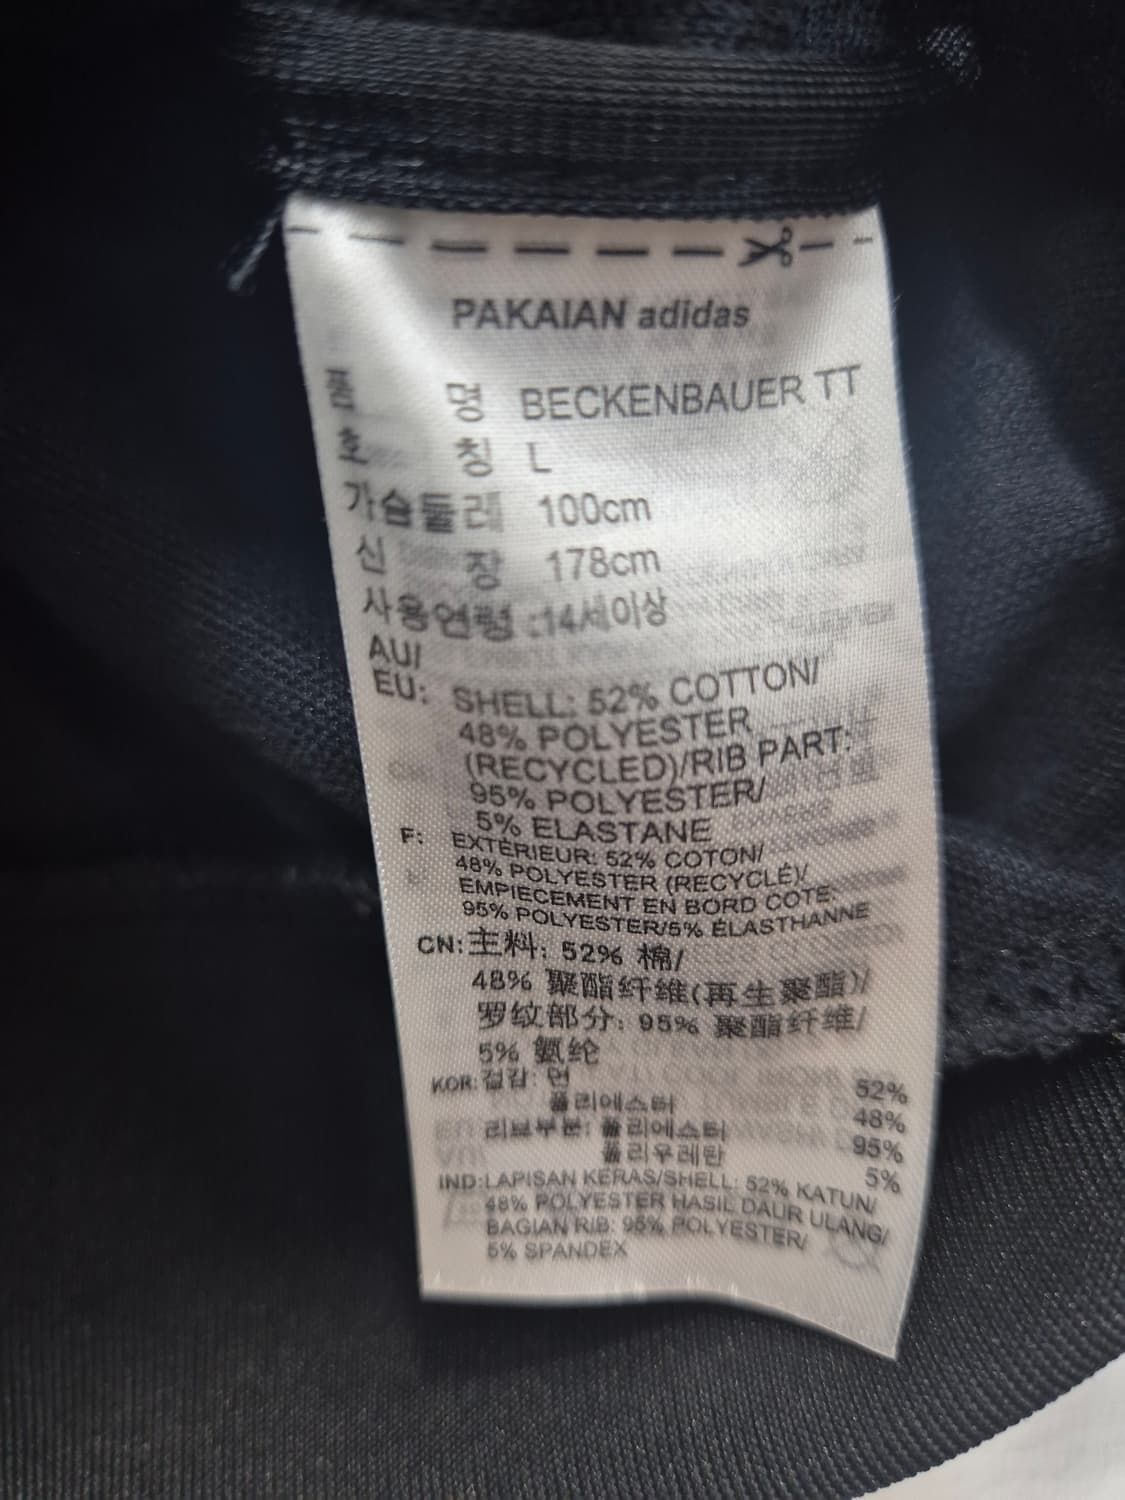 PAKAIAN adidas
품 명 BECKENBAUER TT
호 칭 L
가슴둘레 100cm
신 장 178cm
사용연령 :14세이상
AU/
EU: SHELL: 52% COTTON/
48% POLYESTER
(RECYCLED)/RIB PART:
95% POLYESTER/
5% ELASTANE
F: EXTÉRIEUR: 52% COTON/
48% POLYESTER (RECYCLÉ)/
EMPIECEMENT EN BORD COTE:
95% POLYESTER/5% ÉLASTHANNE
CN: 主料: 52% 棉/
48% 聚酯纤维(再生聚酯)/
罗纹部分: 95% 聚酯纤维/
5% 氨纶
KOR: 겉감: 면 52%
폴리에스터 48%
리브부분: 폴리에스터 95%
폴리우레탄 5%
IND: LAPISAN KERAS/SHELL: 52% KATUN/
48% POLYESTER HASIL DAUR ULANG/
BAGIAN RIB: 95% POLYESTER/
5% SPANDEX